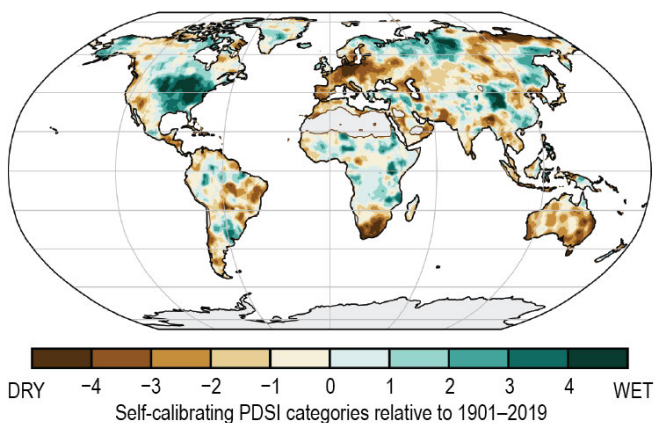 DRY −4 −3 −2 −1 0 1 2 3 4 WET
Self-calibrating PDSI categories relative to 1901–2019